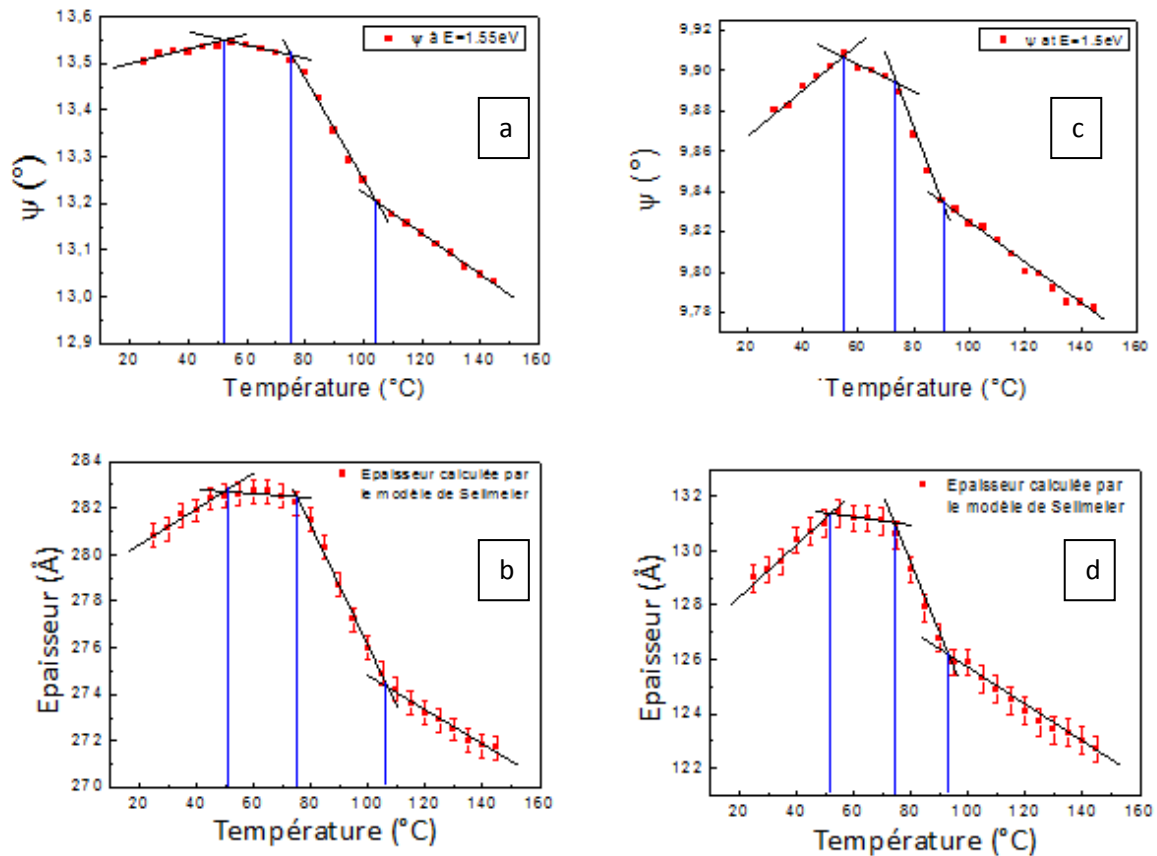 13,6
13,5
13,4
13,3
13,2
13,1
13,0
12,9
ψ (°)
ψ à E=1.55eV
a
20 40 60 80 100 120 140 160
Température (°C)
9,92
9,90
9,88
9,86
9,84
9,82
9,80
9,78
ψ (°)
ψ at E=1.5eV
c
20 40 60 80 100 120 140 160
Température (°C)
284
282
280
278
276
274
272
270
Epaisseur (Å)
Epaisseur calculée par
le modèle de Sellmeier
b
20 40 60 80 100 120 140 160
Température (°C)
132
130
128
126
124
122
Epaisseur (Å)
Epaisseur calculée par
le modèle de Sellmeier
d
20 40 60 80 100 120 140 160
Température (°C)